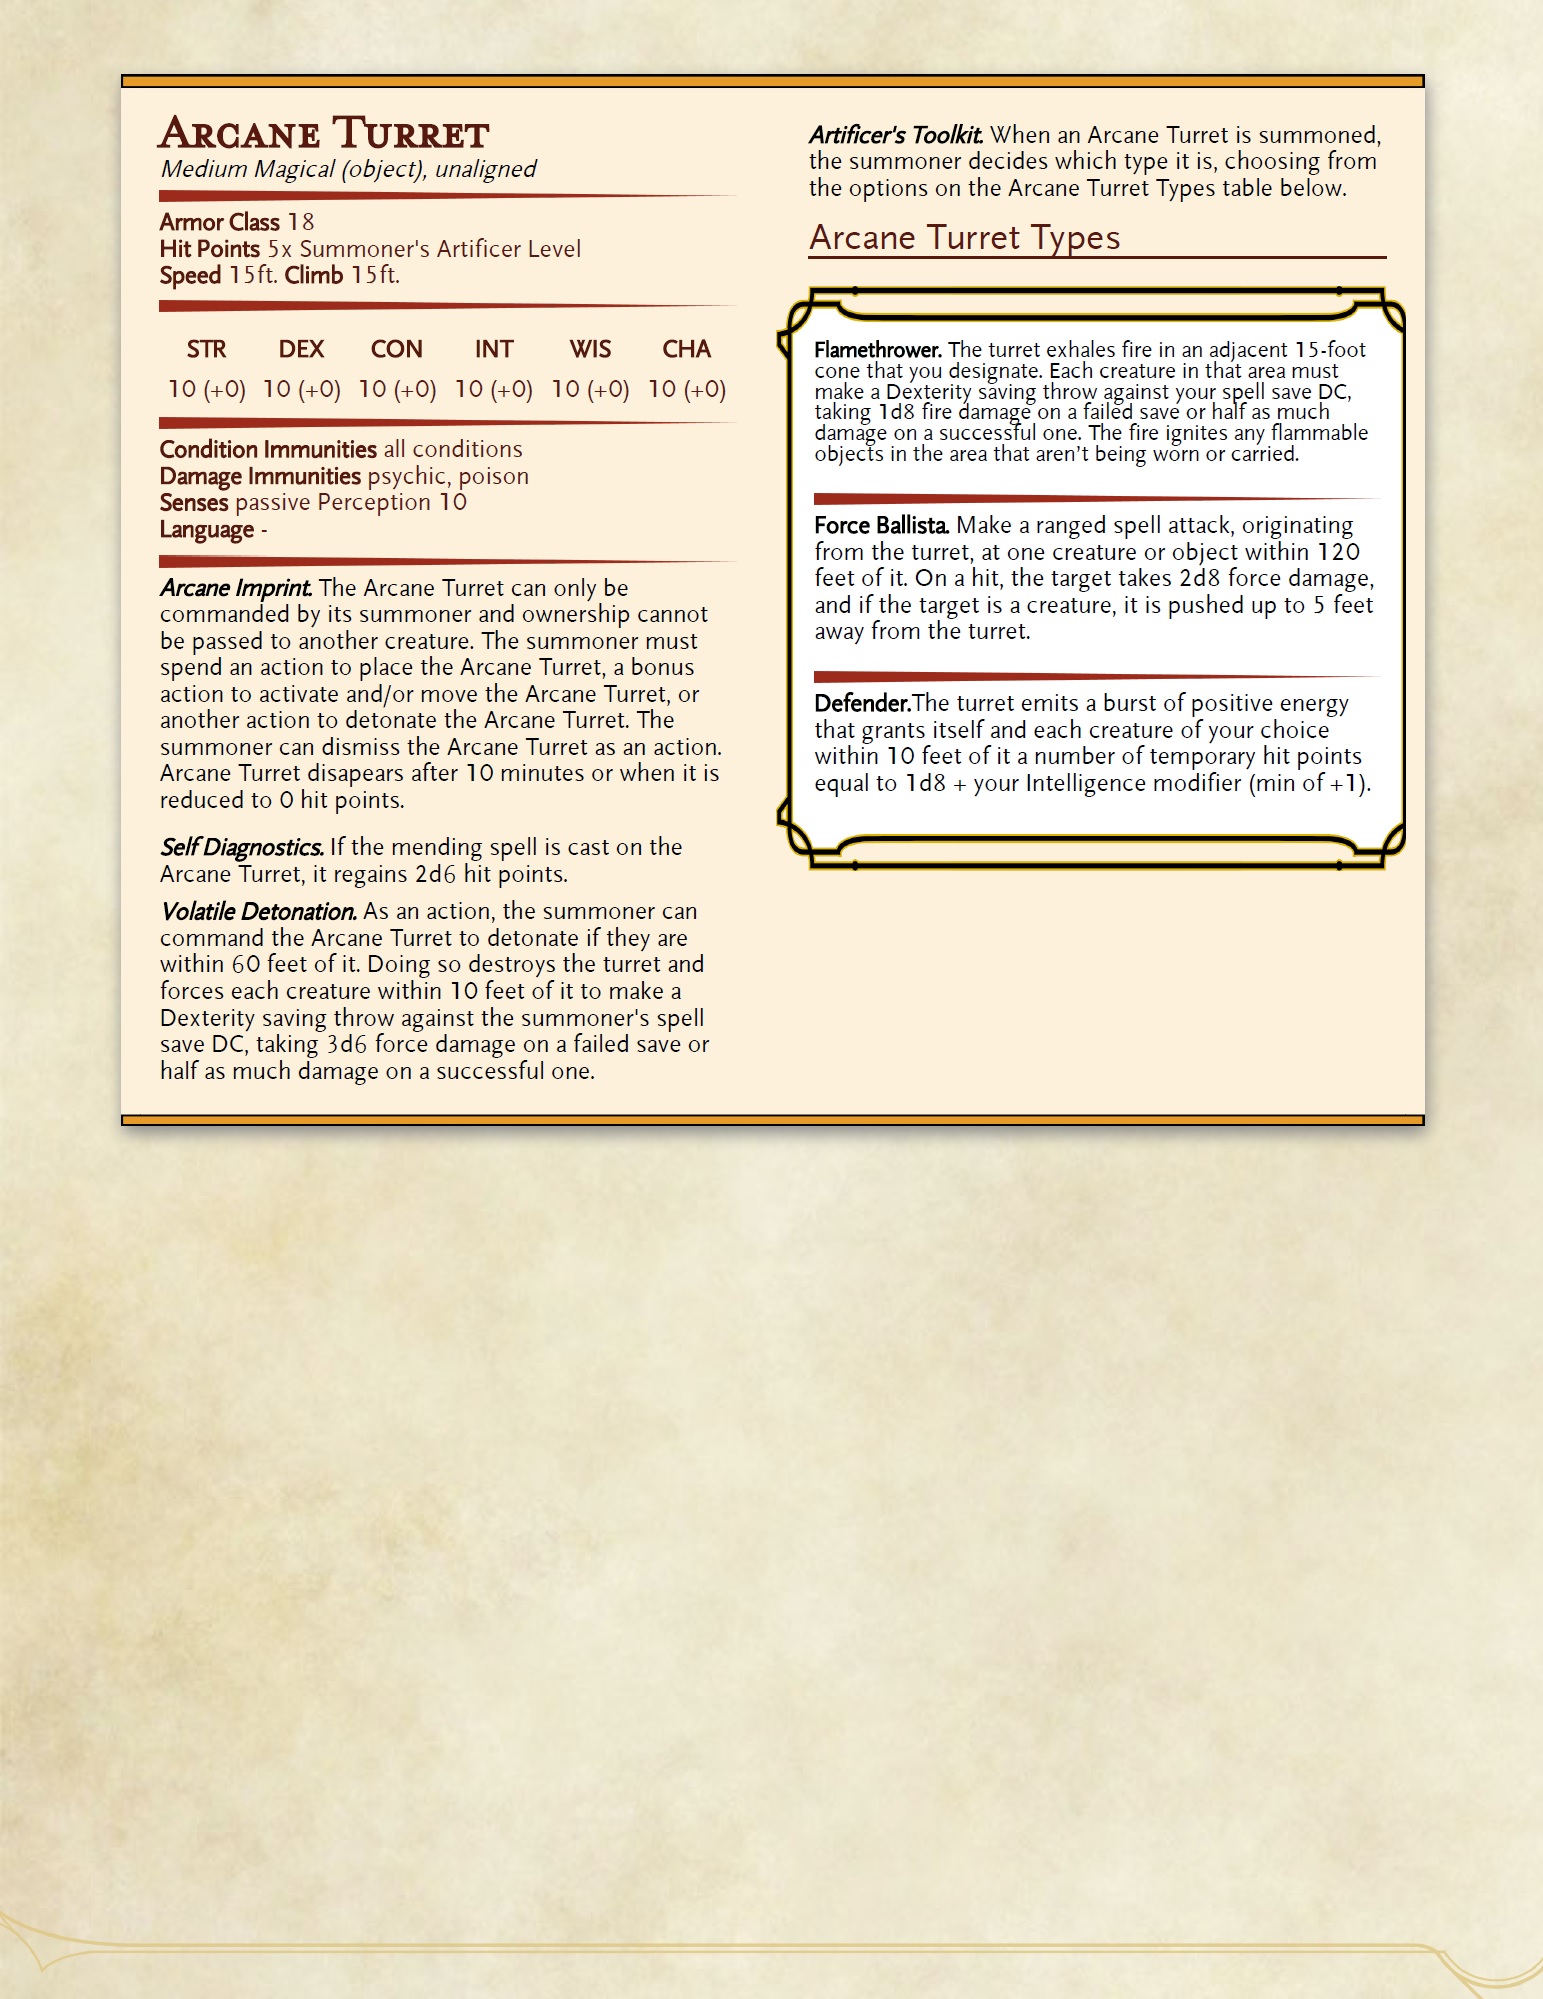 Arcane Turret
Medium Magical (object), unaligned
Armor Class 18
Hit Points 5x Summoner's Artificer Level
Speed 15ft. Climb 15ft.
STR DEX CON INT WIS CHA
10 (+0) 10 (+0) 10 (+0) 10 (+0) 10 (+0) 10 (+0)
Condition Immunities all conditions
Damage Immunities psychic, poison
Senses passive Perception 10
Language -
Arcane Imprint. The Arcane Turret can only be
commanded by its summoner and ownership cannot
be passed to another creature. The summoner must
spend an action to place the Arcane Turret, a bonus
action to activate and/or move the Arcane Turret, or
another action to detonate the Arcane Turret. The
summoner can dismiss the Arcane Turret as an action.
Arcane Turret disapears after 10 minutes or when it is
reduced to 0 hit points.
Self Diagnostics. If the mending spell is cast on the
Arcane Turret, it regains 2d6 hit points.
Volatile Detonation. As an action, the summoner can
command the Arcane Turret to detonate if they are
within 60 feet of it. Doing so destroys the turret and
forces each creature within 10 feet of it to make a
Dexterity saving throw against the summoner's spell
save DC, taking 3d6 force damage on a failed save or
half as much damage on a successful one.
Artificer's Toolkit. When an Arcane Turret is summoned,
the summoner decides which type it is, choosing from
the options on the Arcane Turret Types table below.
Arcane Turret Types
Flamethrower. The turret exhales fire in an adjacent 15-foot
cone that you designate. Each creature in that area must
make a Dexterity saving throw against your spell save DC,
taking 1d8 fire damage on a failed save or half as much
damage on a successful one. The fire ignites any flammable
objects in the area that aren’t being worn or carried.
Force Ballista. Make a ranged spell attack, originating
from the turret, at one creature or object within 120
feet of it. On a hit, the target takes 2d8 force damage,
and if the target is a creature, it is pushed up to 5 feet
away from the turret.
Defender.The turret emits a burst of positive energy
that grants itself and each creature of your choice
within 10 feet of it a number of temporary hit points
equal to 1d8 + your Intelligence modifier (min of +1).